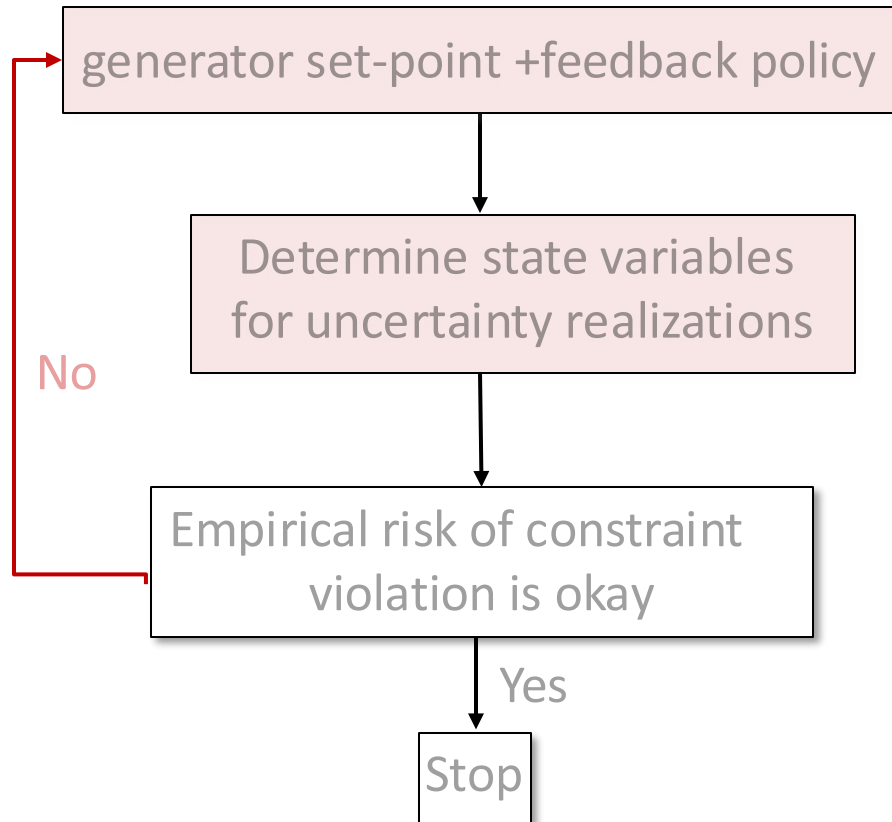 generator set-point +feedback policy
Determine state variables
for uncertainty realizations
No
Empirical risk of constraint
violation is okay
Yes
Stop